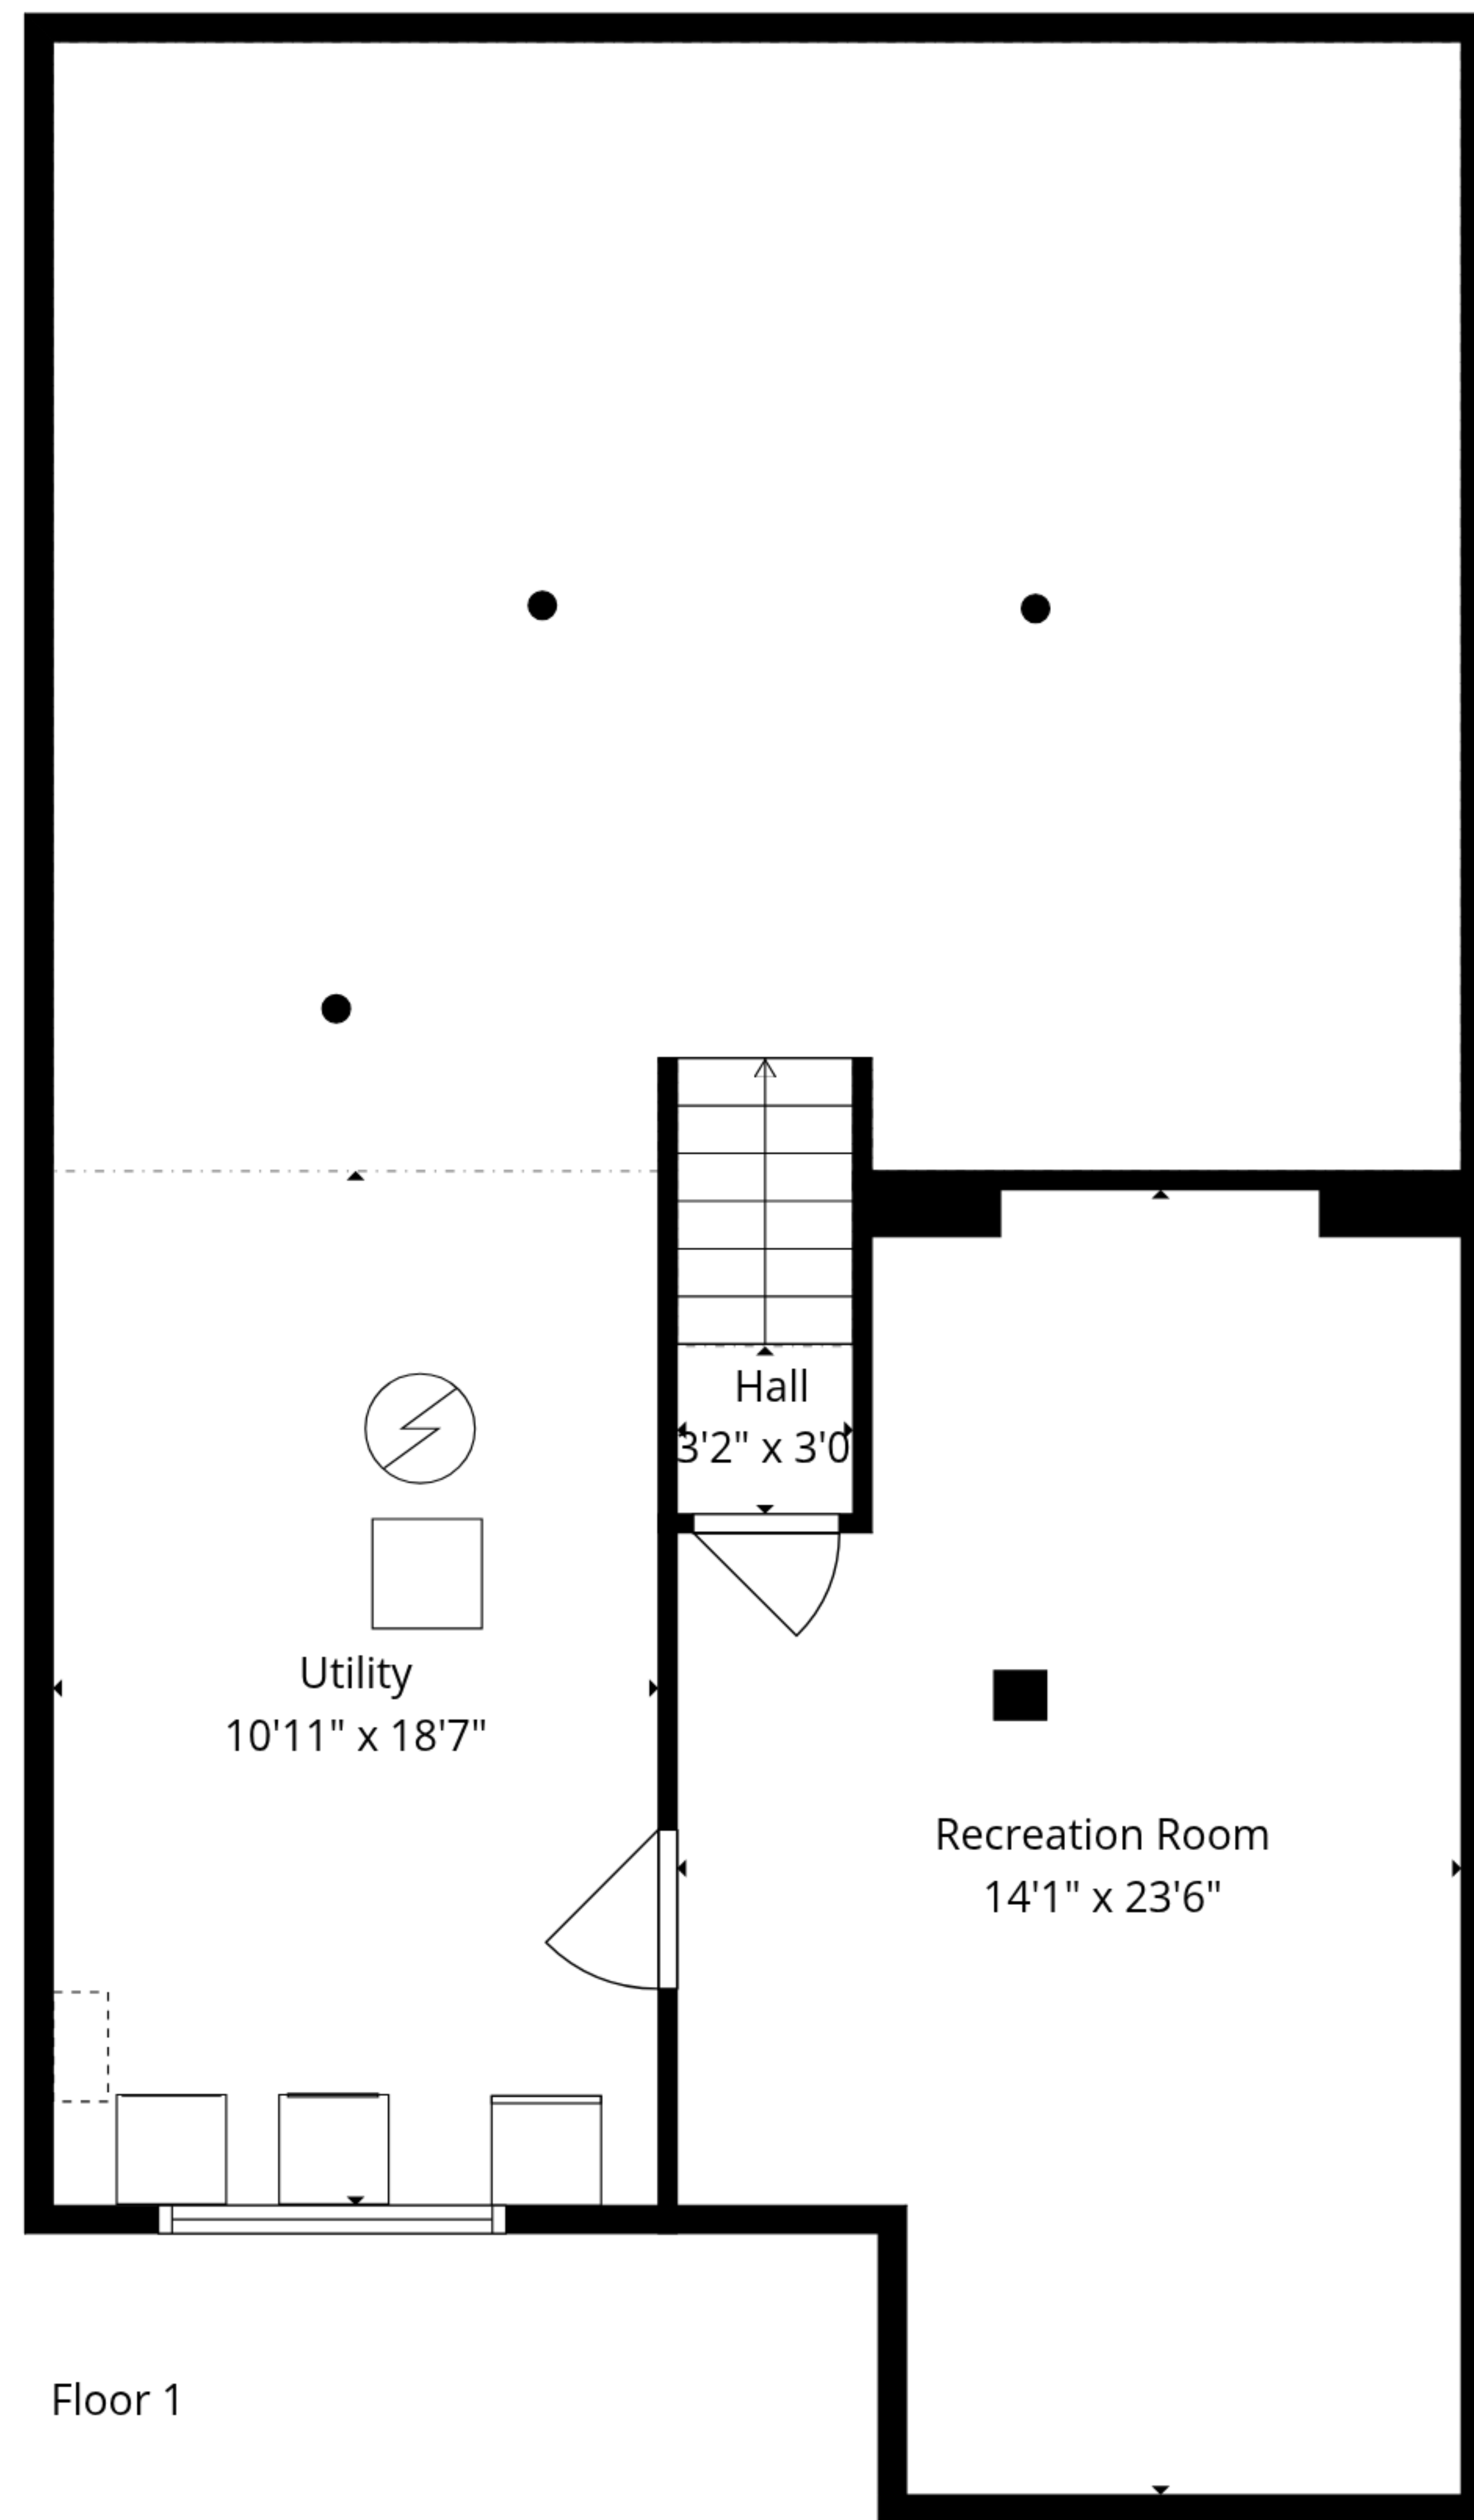 Hall
3'2" x 3'0
Utility
10'11" x 18'7"
Recreation Room
14'1" x 23'6"
Floor 1